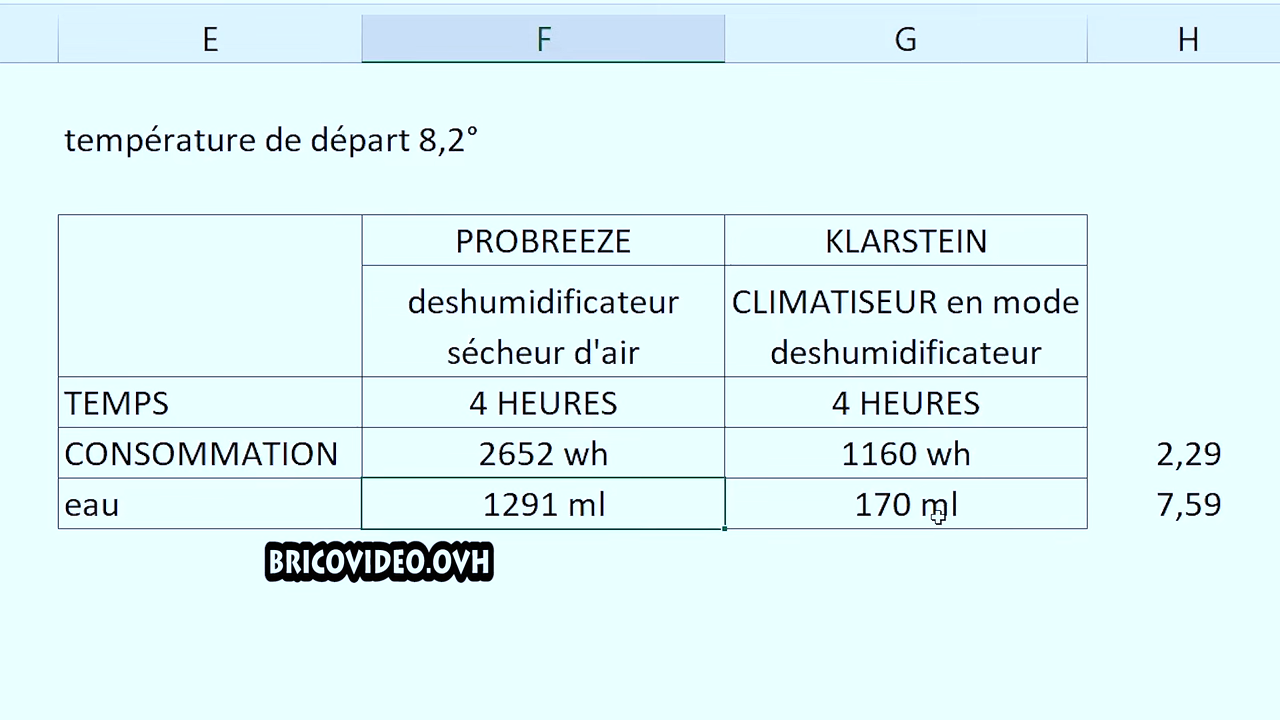 E F G H
température de départ 8,2°
PROBREEZE KLARSTEIN
deshumidificateur CLIMATISEUR en mode
sécheur d'air deshumidificateur
TEMPS 4 HEURES 4 HEURES
CONSOMMATION 2652 wh 1160 wh 2,29
eau 1291 ml 170 ml 7,59
BRICOVIDEO.OVH